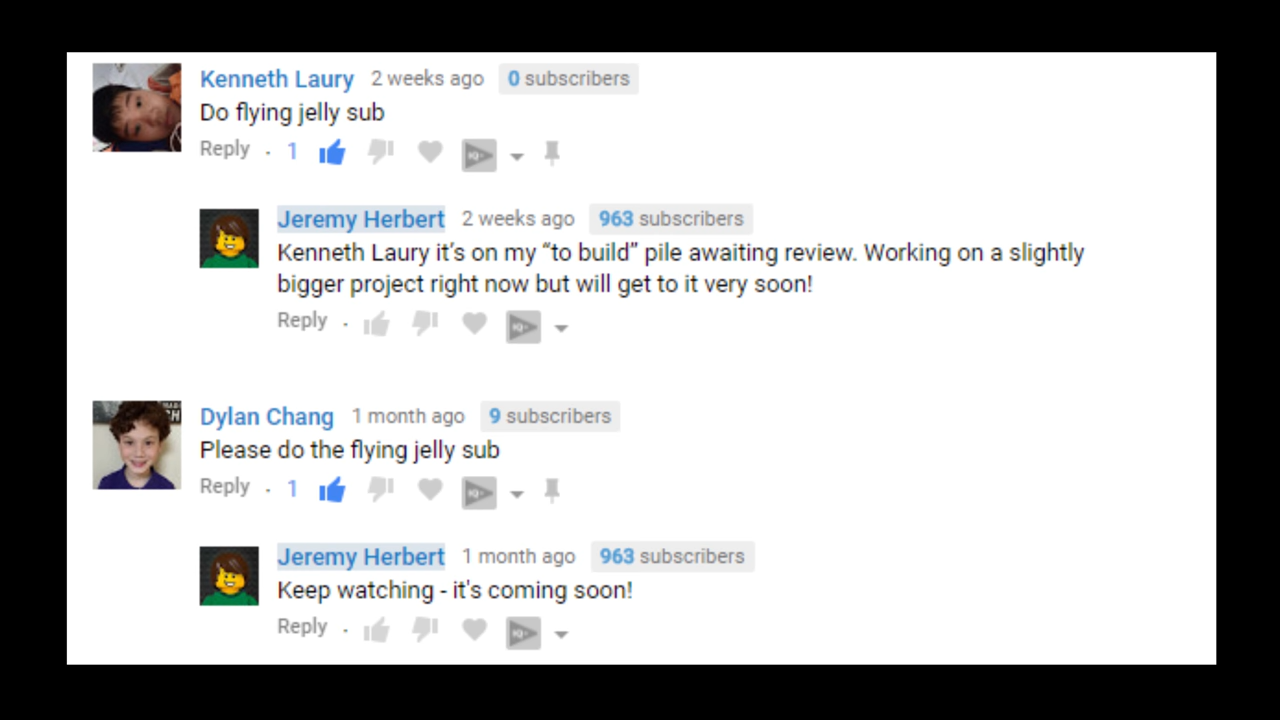 Kenneth Laury 2 weeks ago 0 subscribers
Do flying jelly sub
Reply . 1
Jeremy Herbert 2 weeks ago 963 subscribers
Kenneth Laury it's on my “to build” pile awaiting review. Working on a slightly
bigger project right now but will get to it very soon!
Reply .
Dylan Chang 1 month ago 9 subscribers
Please do the flying jelly sub
Reply . 1
Jeremy Herbert 1 month ago 963 subscribers
Keep watching - it's coming soon!
Reply .